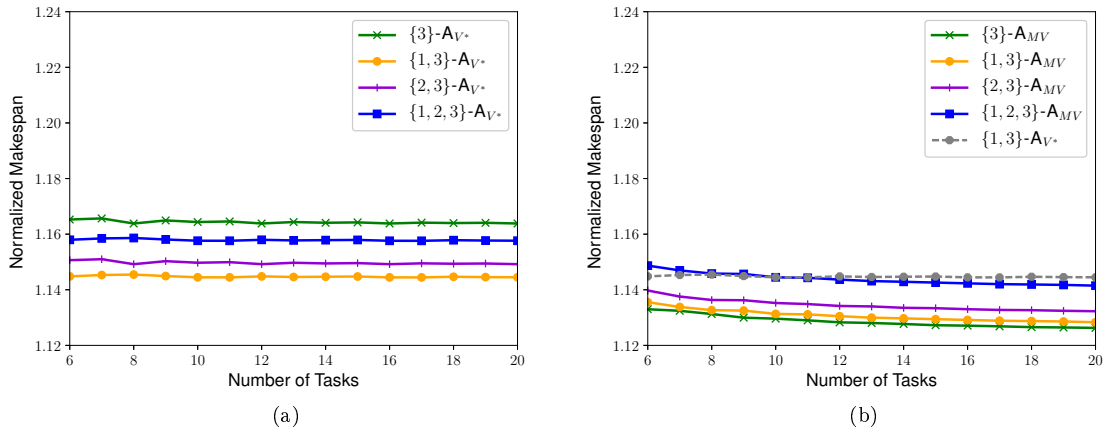 1.24
1.22
1.20
1.18
1.16
1.14
1.12
Normalized Makespan
6
8
10
12
14
16
18
20
Number of Tasks
{3}-A_{V*}
{1, 3}-A_{V*}
{2, 3}-A_{V*}
{1, 2, 3}-A_{V*}
(a)
1.24
1.22
1.20
1.18
1.16
1.14
1.12
Normalized Makespan
6
8
10
12
14
16
18
20
Number of Tasks
{3}-A_{MV}
{1, 3}-A_{MV}
{2, 3}-A_{MV}
{1, 2, 3}-A_{MV}
{1, 3}-A_{V*}
(b)